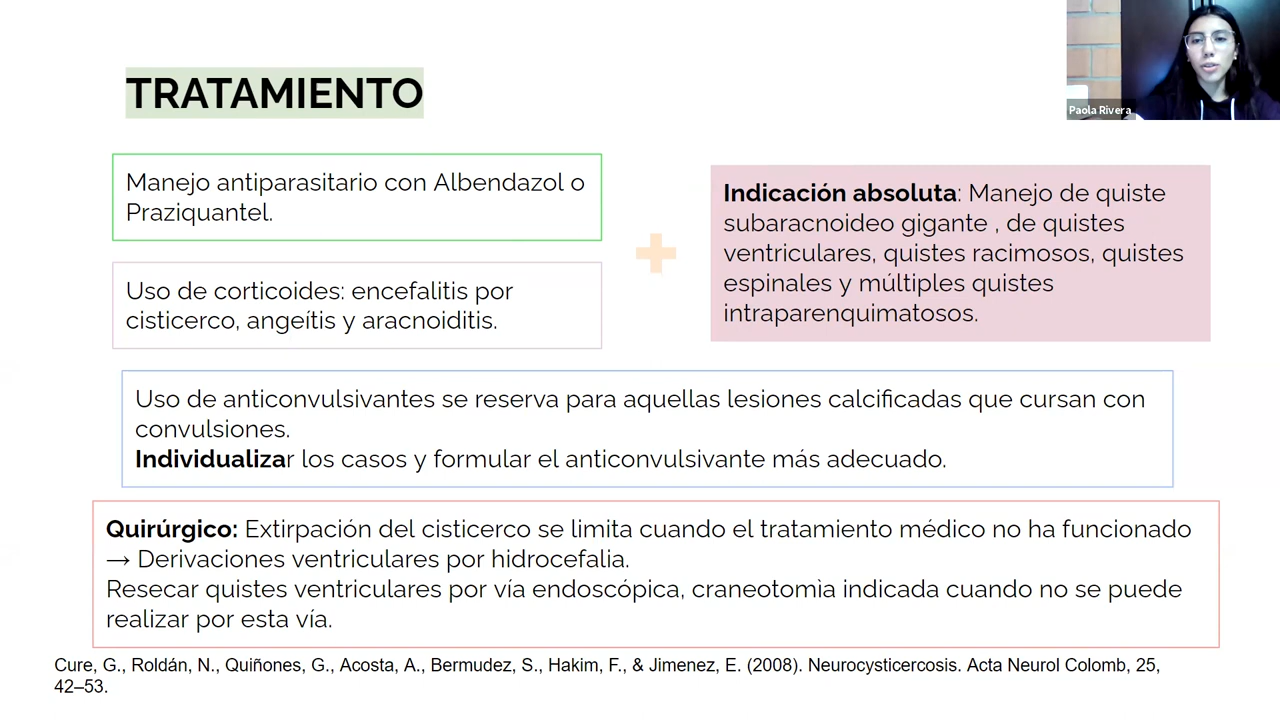 TRATAMIENTO
Paola Rivera
Manejo antiparasitario con Albendazol o
Praziquantel.
Uso de corticoides: encefalitis por
cisticerco, angeítis y aracnoiditis.
Indicación absoluta: Manejo de quiste
subaracnoideo gigante , de quistes
ventriculares, quistes racimosos, quistes
espinales y múltiples quistes
intraparenquimatosos.
Uso de anticonvulsivantes se reserva para aquellas lesiones calcificadas que cursan con
convulsiones.
Individualizar los casos y formular el anticonvulsivante más adecuado.
Quirúrgico: Extirpación del cisticerco se limita cuando el tratamiento médico no ha funcionado
→ Derivaciones ventriculares por hidrocefalia.
Resecar quistes ventriculares por vía endoscópica, craneotomìa indicada cuando no se puede
realizar por esta vía.
Cure, G., Roldán, N., Quiñones, G., Acosta, A., Bermudez, S., Hakim, F., & Jimenez, E. (2008). Neurocysticercosis. Acta Neurol Colomb, 25,
42–53.